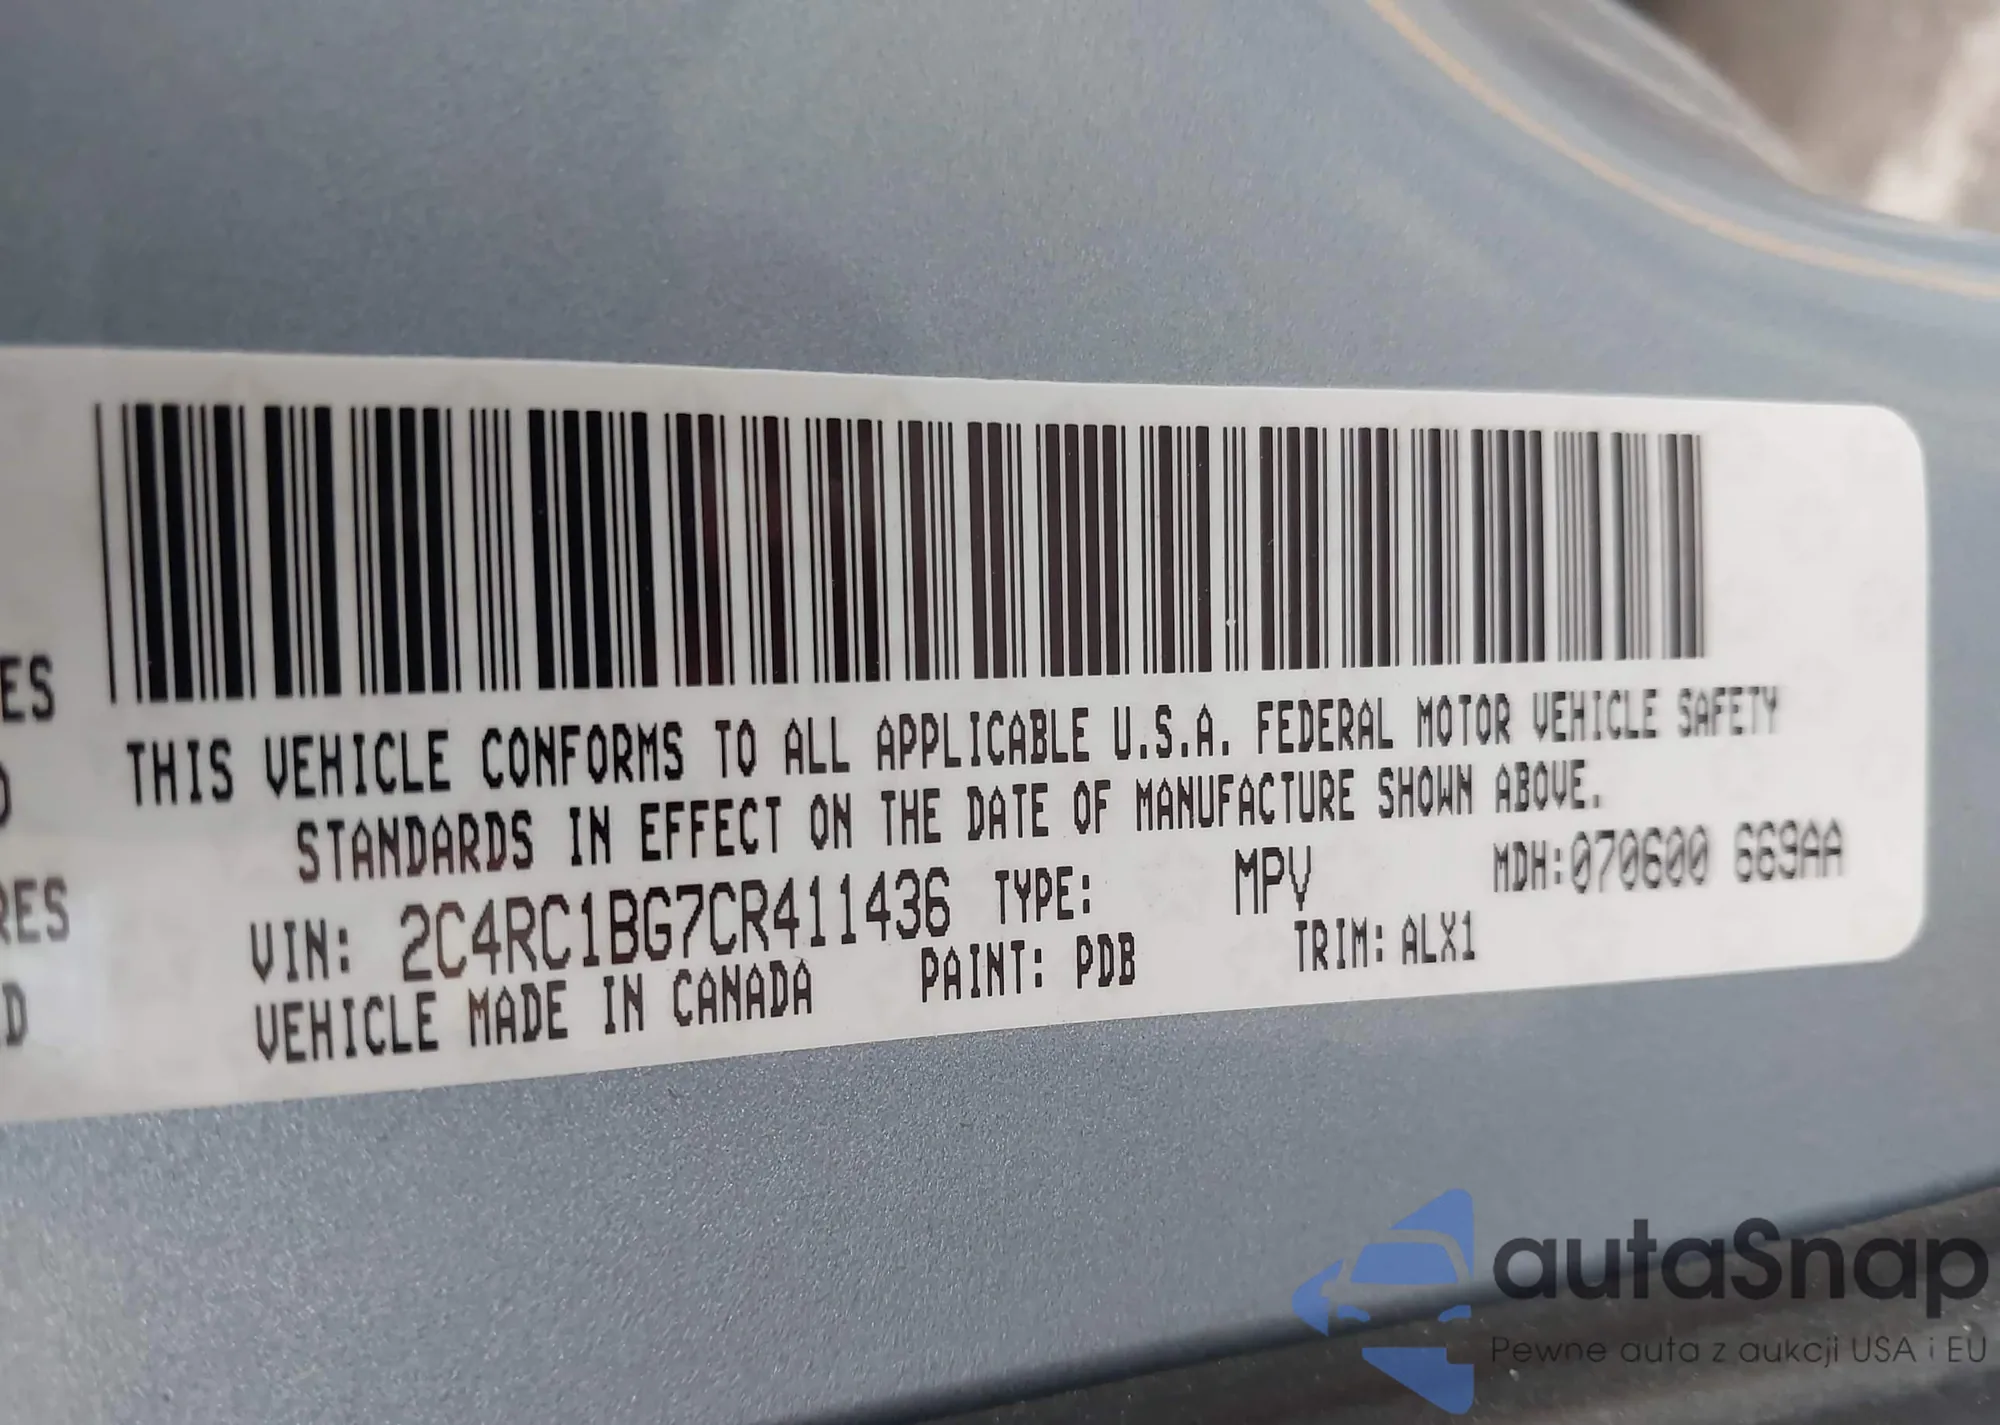 ES
THIS VEHICLE CONFORMS TO ALL APPLICABLE U.S.A. FEDERAL MOTOR VEHICLE SAFETY
STANDARDS IN EFFECT ON THE DATE OF MANUFACTURE SHOWN ABOVE.
RES
VIN: 2C4RC1BG7CR411436 TYPE: MPV MDH:070600 669AA
D
VEHICLE MADE IN CANADA PAINT: PDB TRIM: ALX1
autaSnap
Pewne auta z aukcji USA i EU